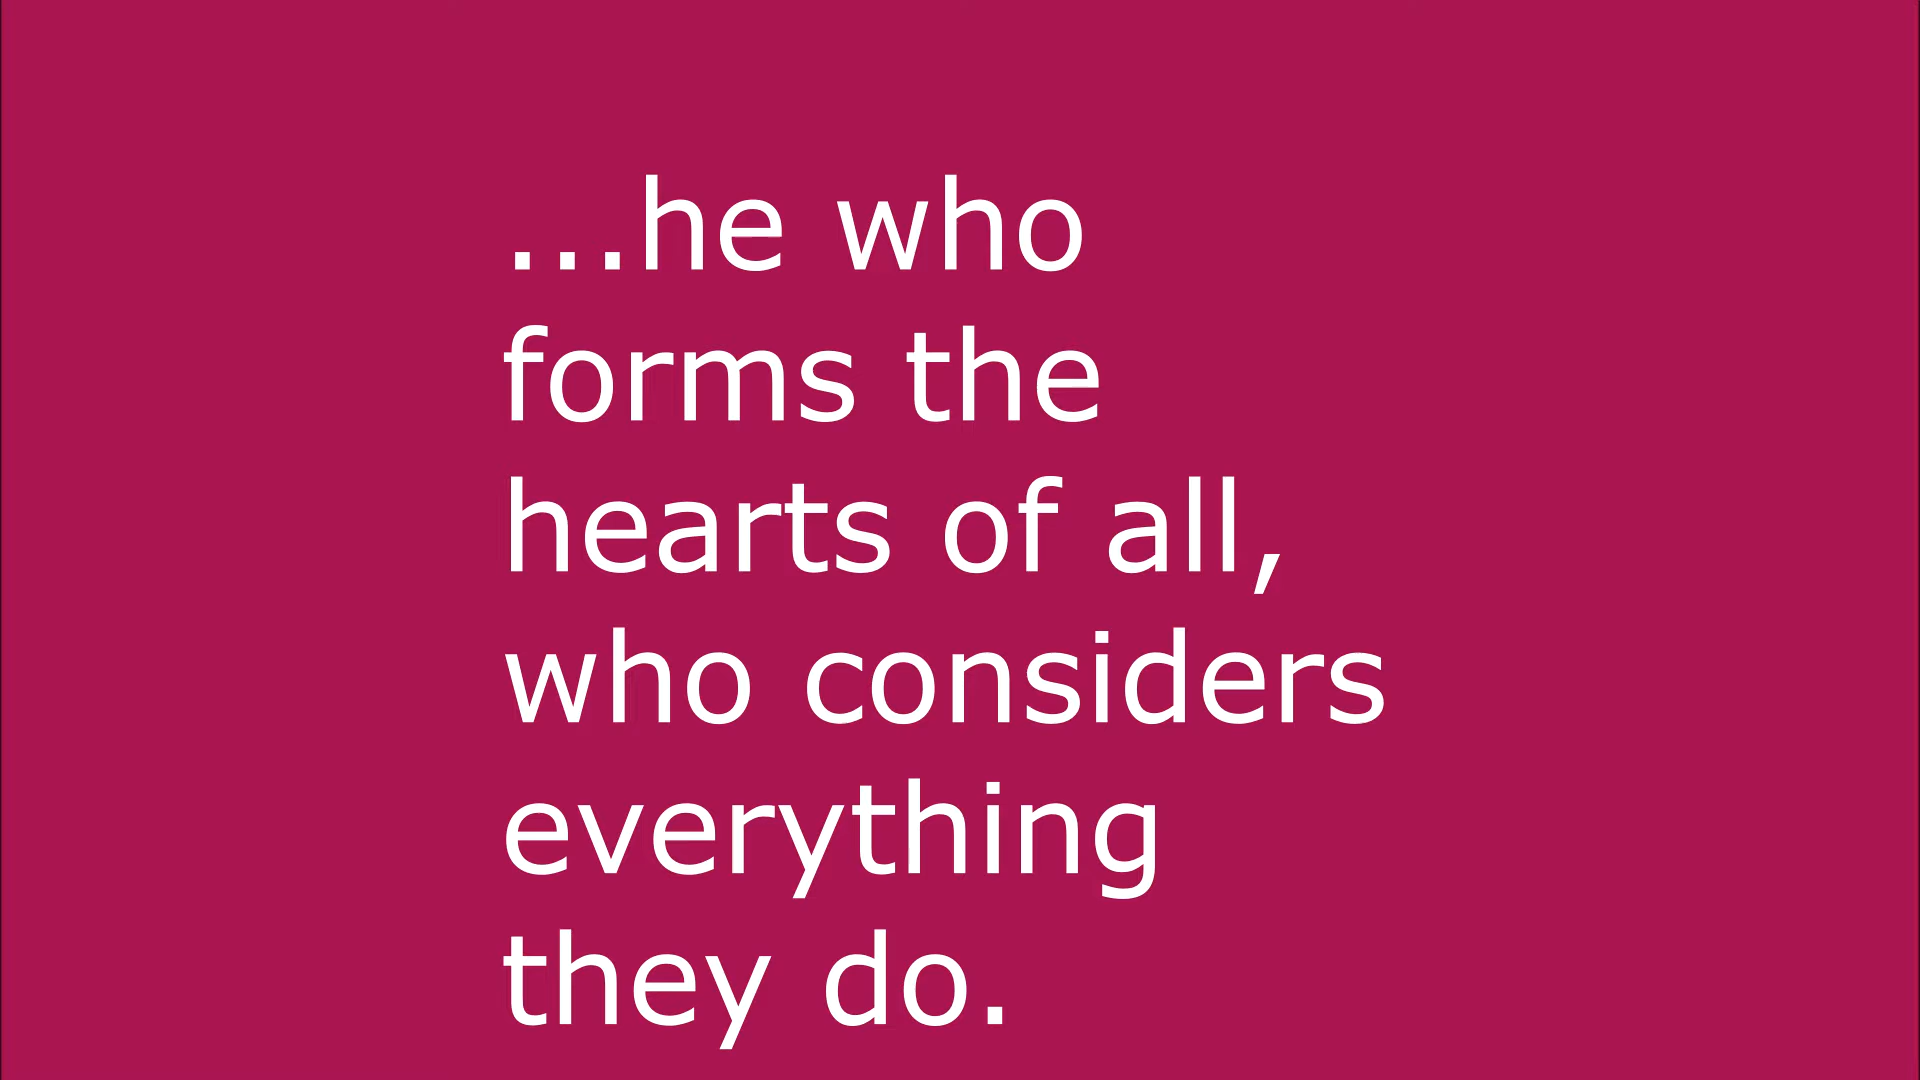 ...he who
forms the
hearts of all,
who considers
everything
they do.